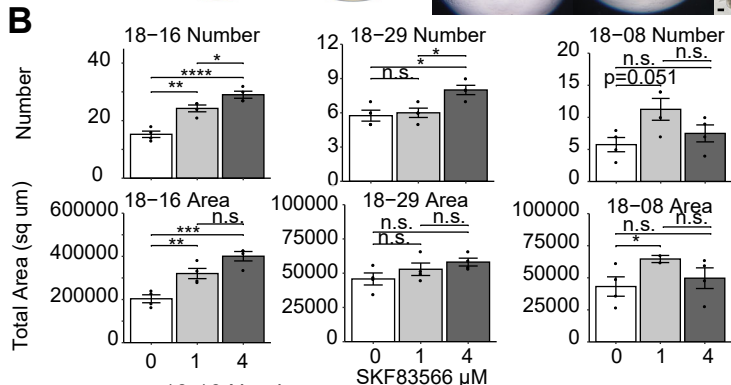 B
18−16 Number
18−29 Number
18−08 Number
Number
40
20
0
**
****
*
12
9
6
3
0
n.s.
*
*
20
15
10
5
0
p=0.051
n.s.
n.s.
18−16 Area
18−29 Area
18−08 Area
Total Area (sq um)
600000
400000
200000
0
**
***
n.s.
100000
75000
50000
25000
0
n.s.
n.s.
n.s.
100000
75000
50000
25000
0
*
n.s.
n.s.
0 1 4
0 1 4
0 1 4
SKF83566 µM